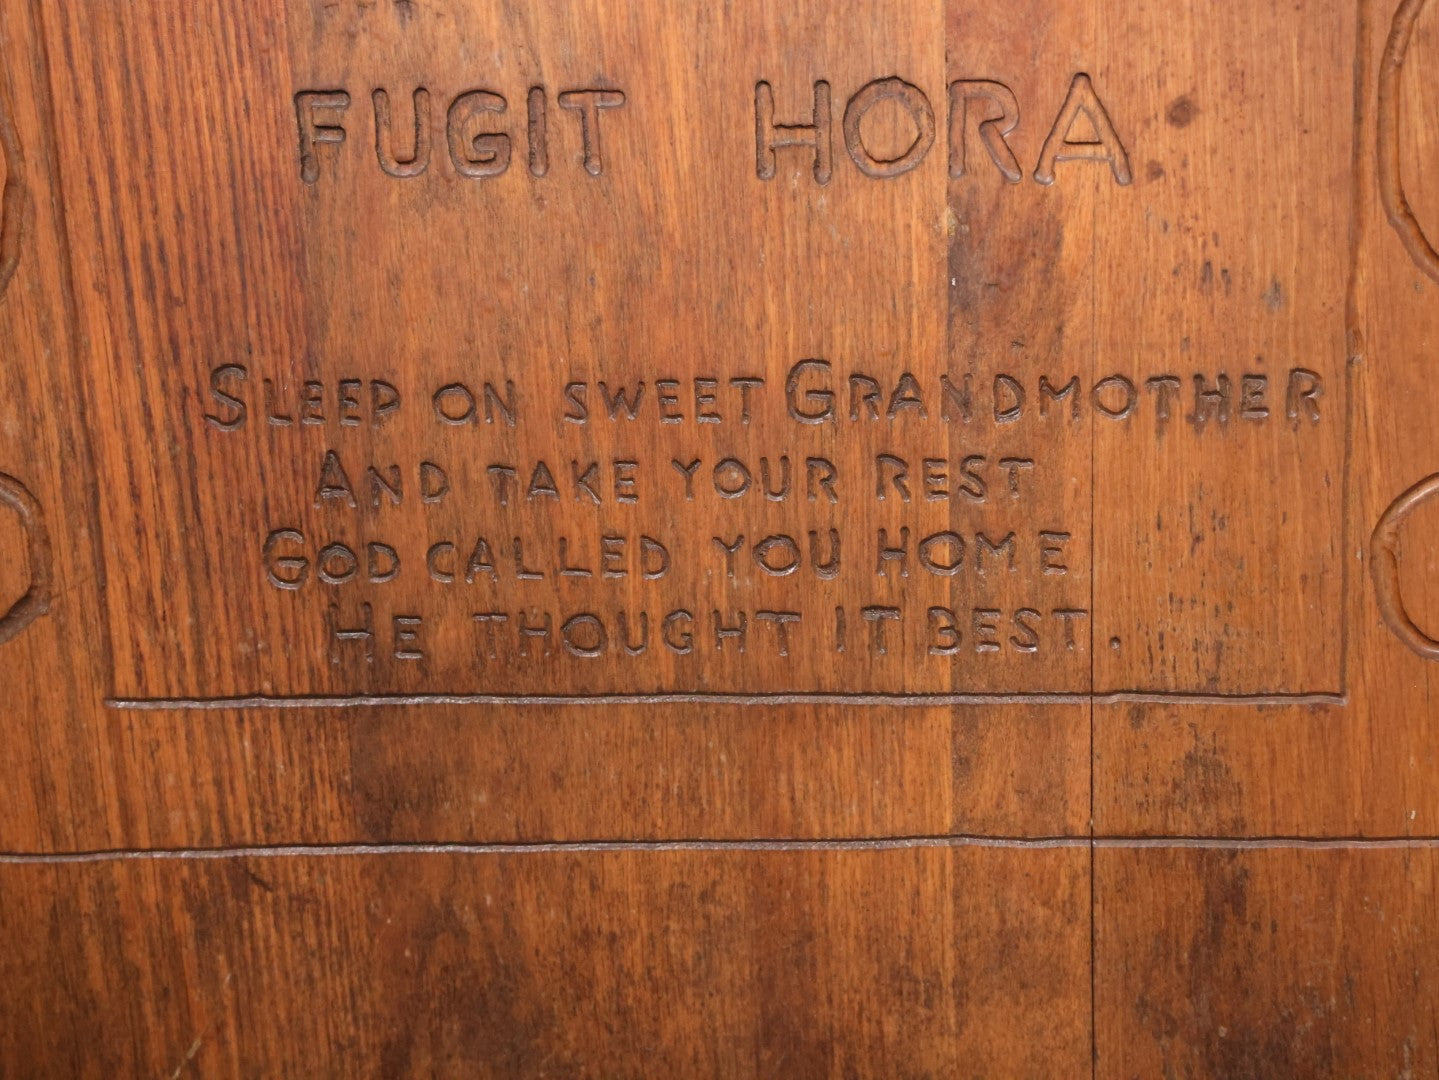 FUGIT HORA
SLEEP ON SWEET GRANDMOTHER
AND TAKE YOUR REST
GOD CALLED YOU HOME
HE THOUGHT IT BEST.